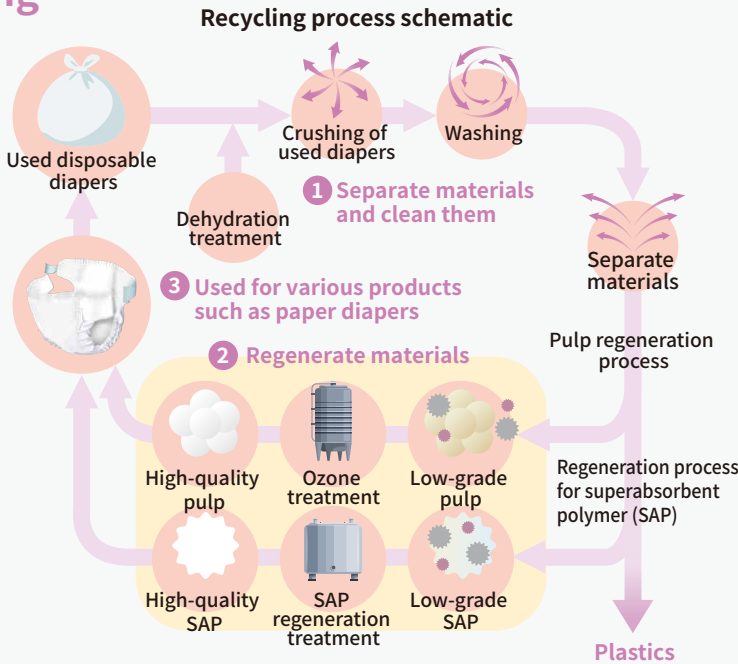 ng
Recycling process schematic
Used disposable
diapers
Crushing of
used diapers
Washing
Dehydration
treatment
1 Separate materials
and clean them
Separate
materials
3 Used for various products
such as paper diapers
2 Regenerate materials
Pulp regeneration
process
High-quality
pulp
Ozone
treatment
Low-grade
pulp
Regeneration process
for superabsorbent
polymer (SAP)
High-quality
SAP
SAP
regeneration
treatment
Low-grade
SAP
Plastics